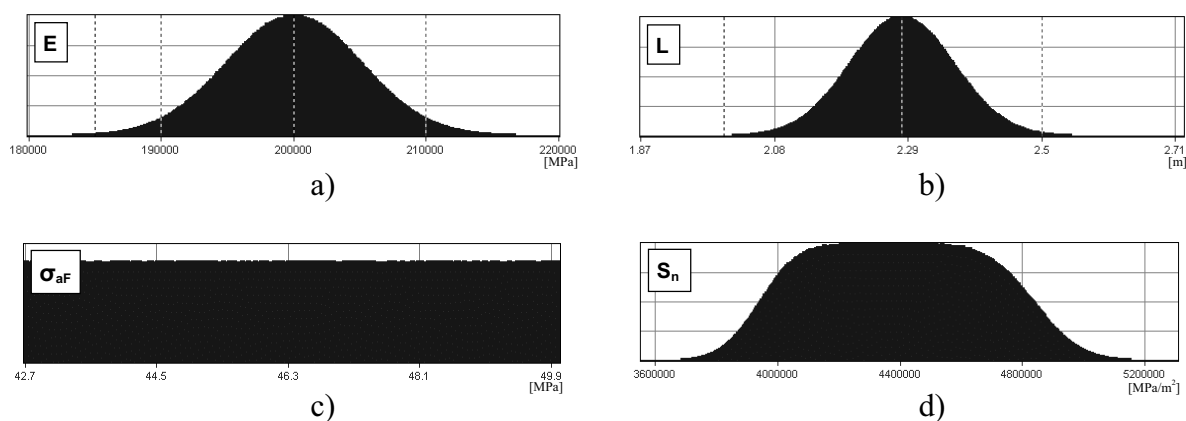 E
180000 190000 200000 210000 220000
[MPa]
a)
L
1.87 2.08 2.29 2.5 2.71
[m]
b)
σaF
42.7 44.5 46.3 48.1 49.9
[MPa]
c)
Sn
3600000 4000000 4400000 4800000 5200000
[MPa/m²]
d)